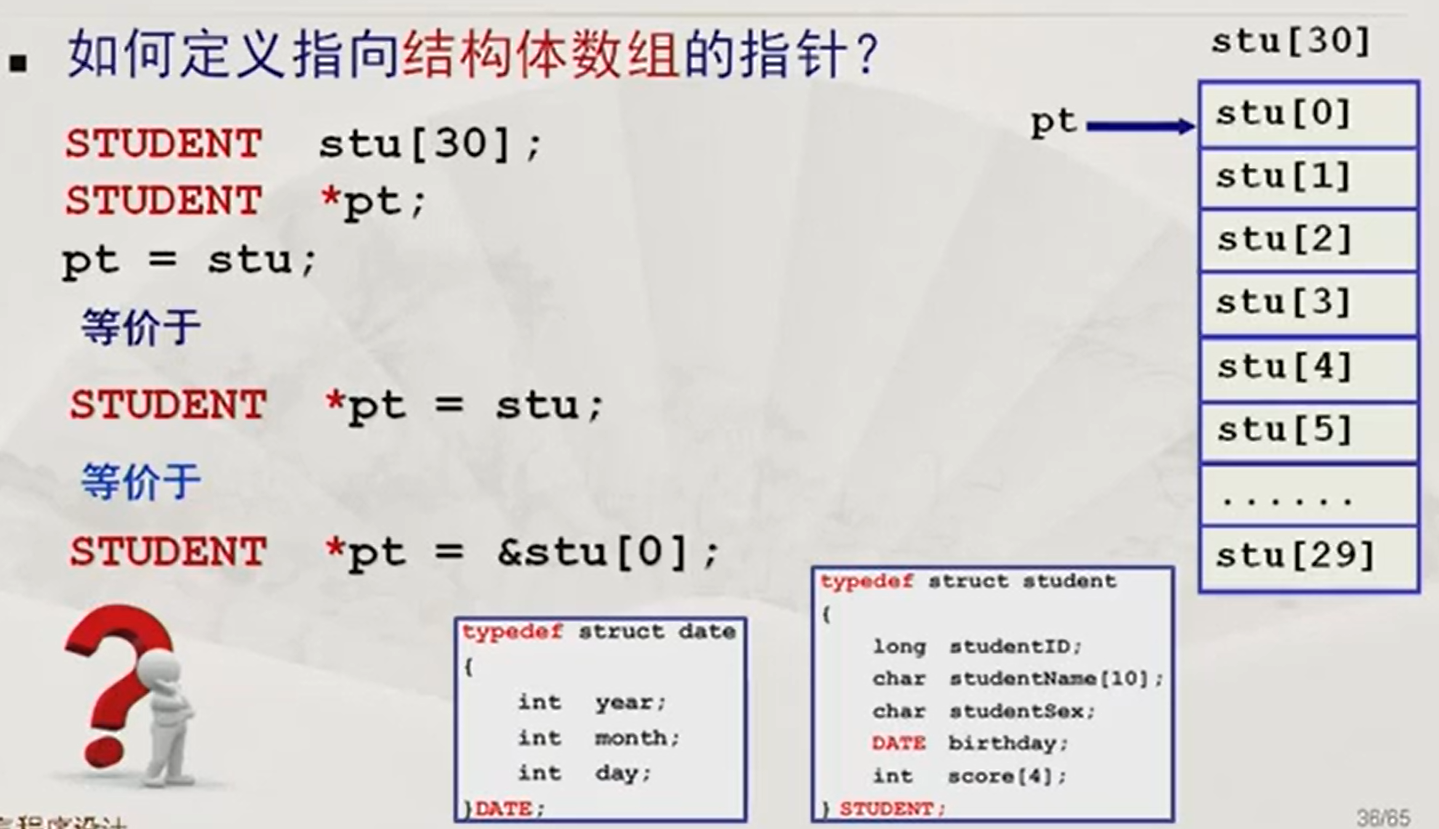 ■ 如何定义指向结构体数组的指针?
STUDENT stu[30];
STUDENT *pt;
pt = stu;
等价于
STUDENT *pt = stu;
等价于
STUDENT *pt = &stu[0];
stu[30]
pt
stu[0]
stu[1]
stu[2]
stu[3]
stu[4]
stu[5]
......
stu[29]
typedef struct date
{
int year;
int month;
int day;
}DATE;
typedef struct student
{
long studentID;
char studentName[10];
char studentSex;
DATE birthday;
int score[4];
} STUDENT;
程序设计
36/65